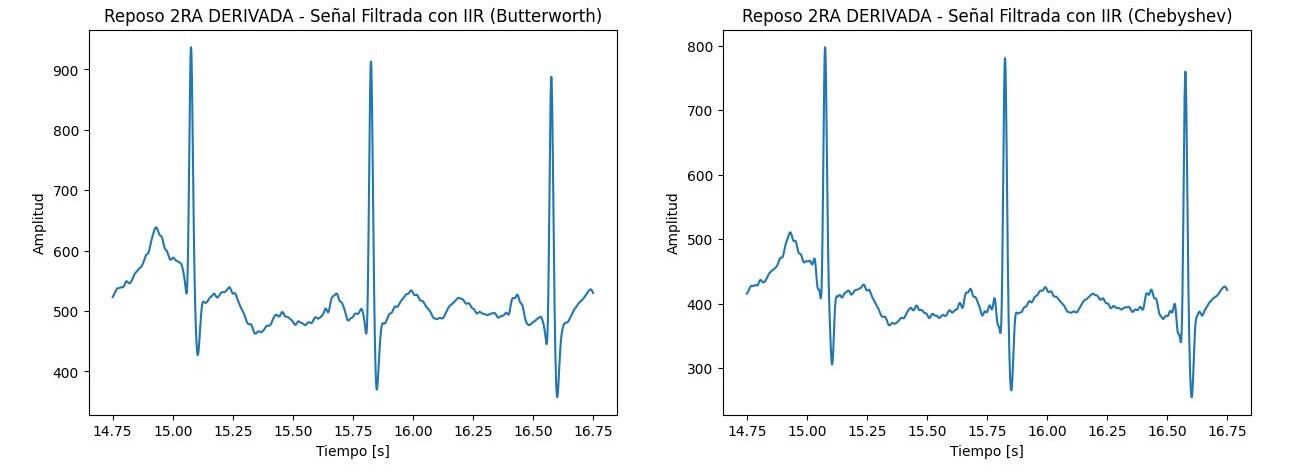 Reposo 2RA DERIVADA - Señal Filtrada con IIR (Butterworth)
900
800
700
600
500
400
Amplitud
14.75 15.00 15.25 15.50 15.75 16.00 16.25 16.50 16.75
Tiempo [s]
Reposo 2RA DERIVADA - Señal Filtrada con IIR (Chebyshev)
800
700
600
500
400
300
Amplitud
14.75 15.00 15.25 15.50 15.75 16.00 16.25 16.50 16.75
Tiempo [s]